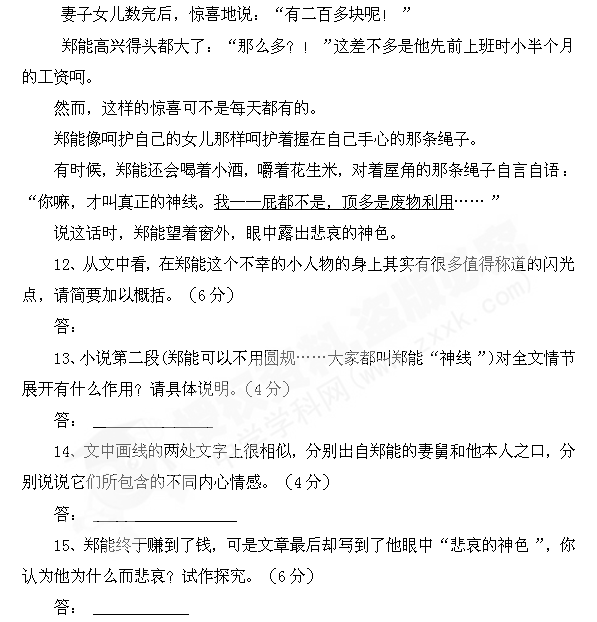 妻子女儿数完后，惊喜地说：“有二百多块呢！”
郑能高兴得头都大了：“那么多？！”这差不多是他先前上班时小半个月
的工资呵。
然而，这样的惊喜可不是每天都有的。
郑能像呵护自己的女儿那样呵护着握在自己手心的那条绳子。
有时候，郑能还会喝着小酒，嚼着花生米，对着屋角的那条绳子自言自语：
“你嘛，才叫真正的神线。我——屁都不是，顶多是废物利用……”
说这话时，郑能望着窗外，眼中露出悲哀的神色。
12、从文中看，在郑能这个不幸的小人物的身上其实有很多值得称道的闪光
点，请简要加以概括。（6分）
答：
13、小说第二段(郑能可以不用圆规……大家都叫郑能“神线”)对全文情节
展开有什么作用？请具体说明。（4分）
答：
14、文中画线的两处文字上很相似，分别出自郑能的妻舅和他本人之口，分
别说说它们所包含的不同内心情感。（4分）
答：
15、郑能终于赚到了钱，可是文章最后却写到了他眼中“悲哀的神色”，你
认为他为什么而悲哀？试作探究。（6分）
答：